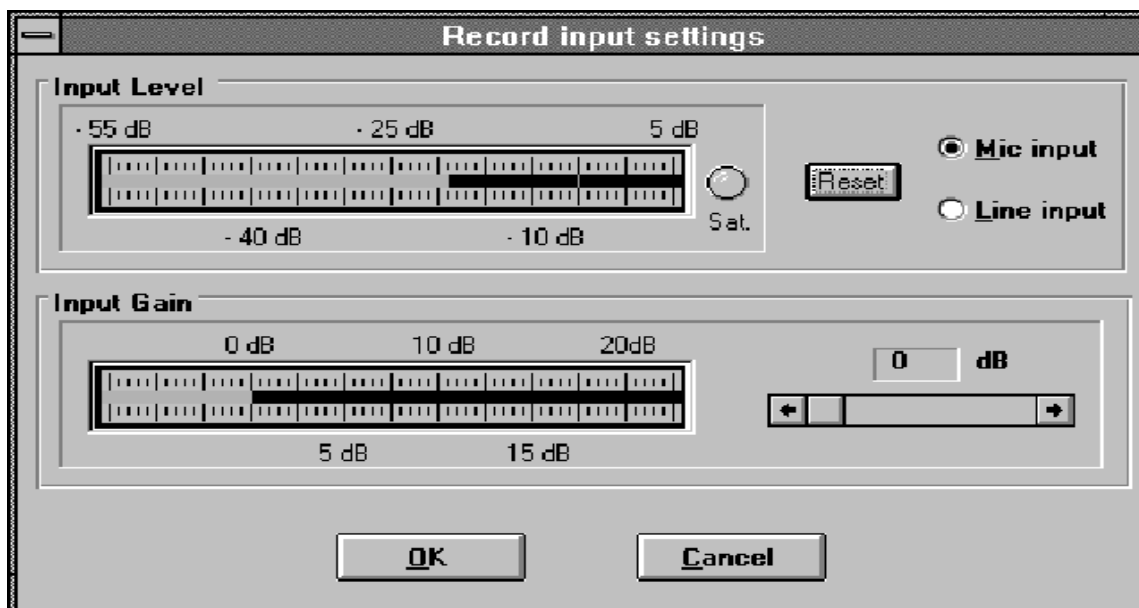 Record input settings
Input Level
- 55 dB - 25 dB 5 dB
- 40 dB - 10 dB
Sat.
Reset
Mic input
Line input
Input Gain
0 dB 10 dB 20dB
5 dB 15 dB
0 dB
OK Cancel